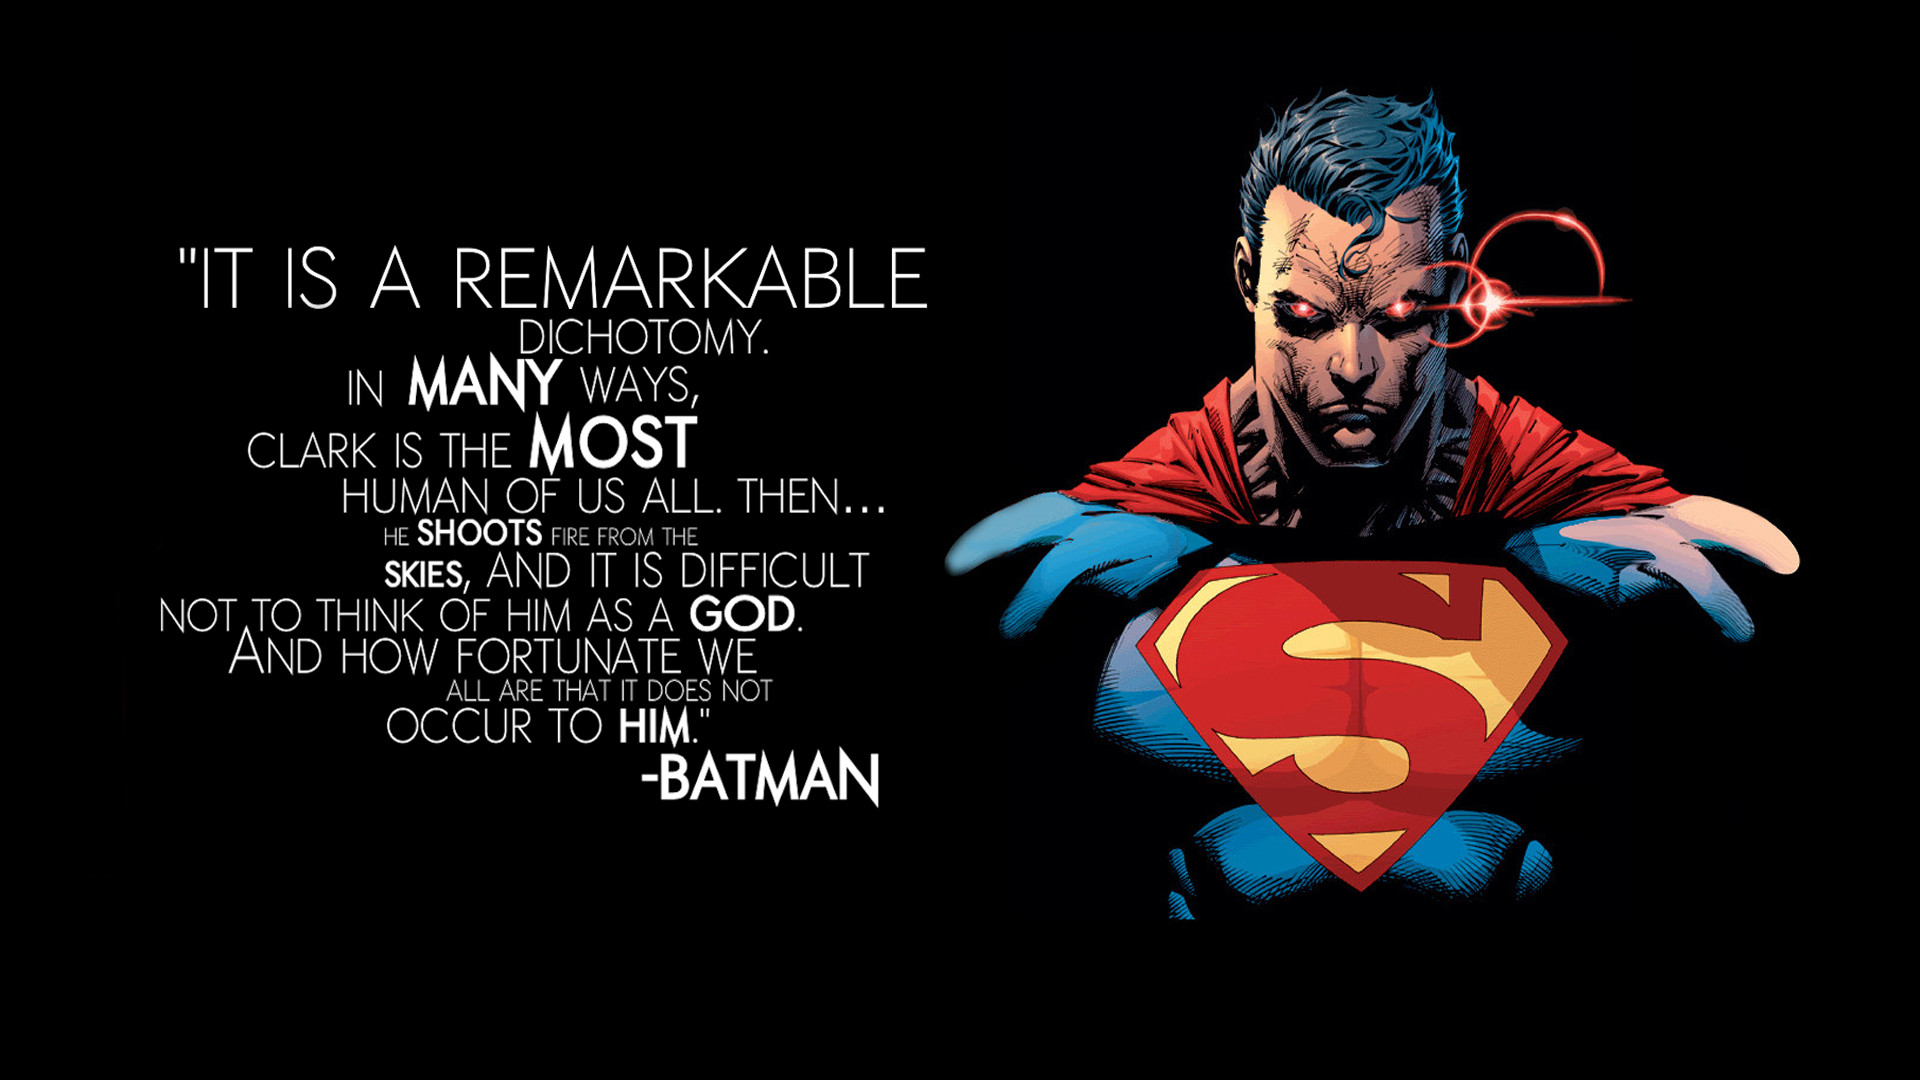 "IT IS A REMARKABLE
DICHOTOMY.
IN MANY WAYS,
CLARK IS THE MOST
HUMAN OF US ALL. THEN...
HE SHOOTS FIRE FROM THE
SKIES, AND IT IS DIFFICULT
NOT TO THINK OF HIM AS A GOD.
AND HOW FORTUNATE WE
ALL ARE THAT IT DOES NOT
OCCUR TO HIM."
-BATMAN
S